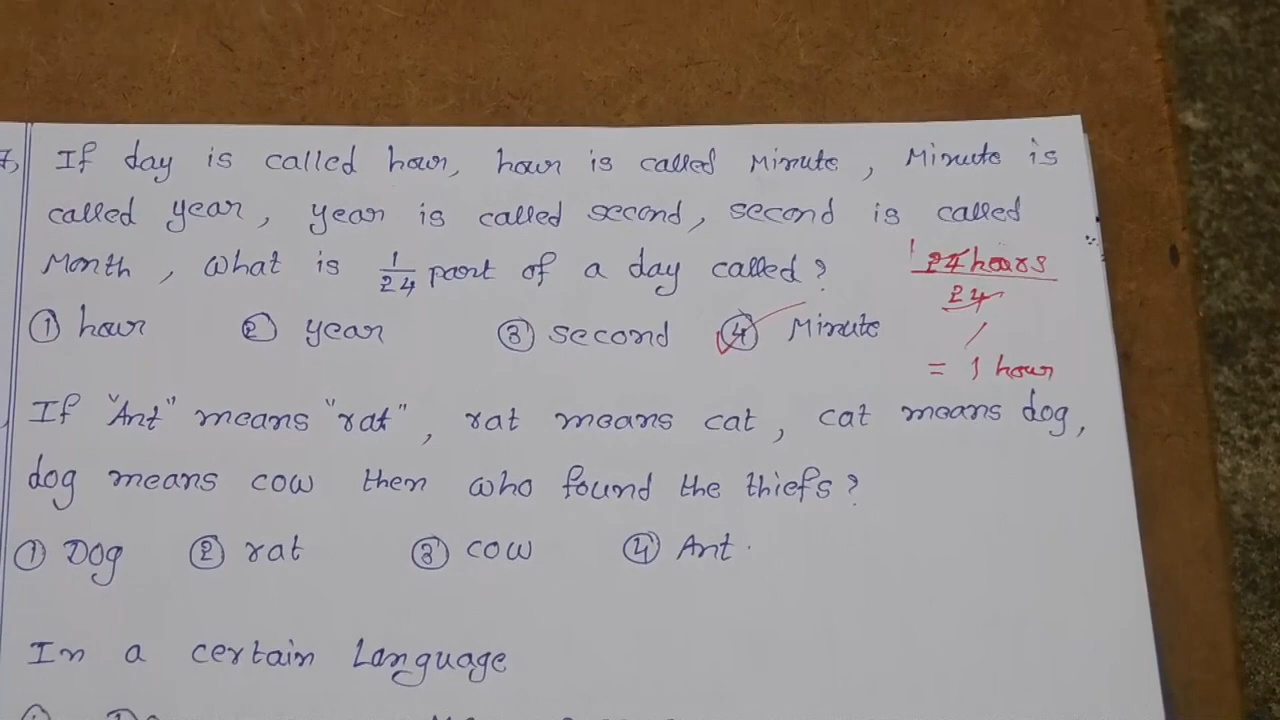 7, If day is called hour, hour is called Minute, Minute is
called year, year is called second, second is called
Month, what is 1/24 part of a day called?
① hour ② year ③ second ④ Minute
24 hours
24
= 1 hour
If "Ant" means "rat", rat means cat, cat means dog,
dog means cow then who found the thiefs?
① Dog ② rat ③ cow ④ Ant.
In a certain Language